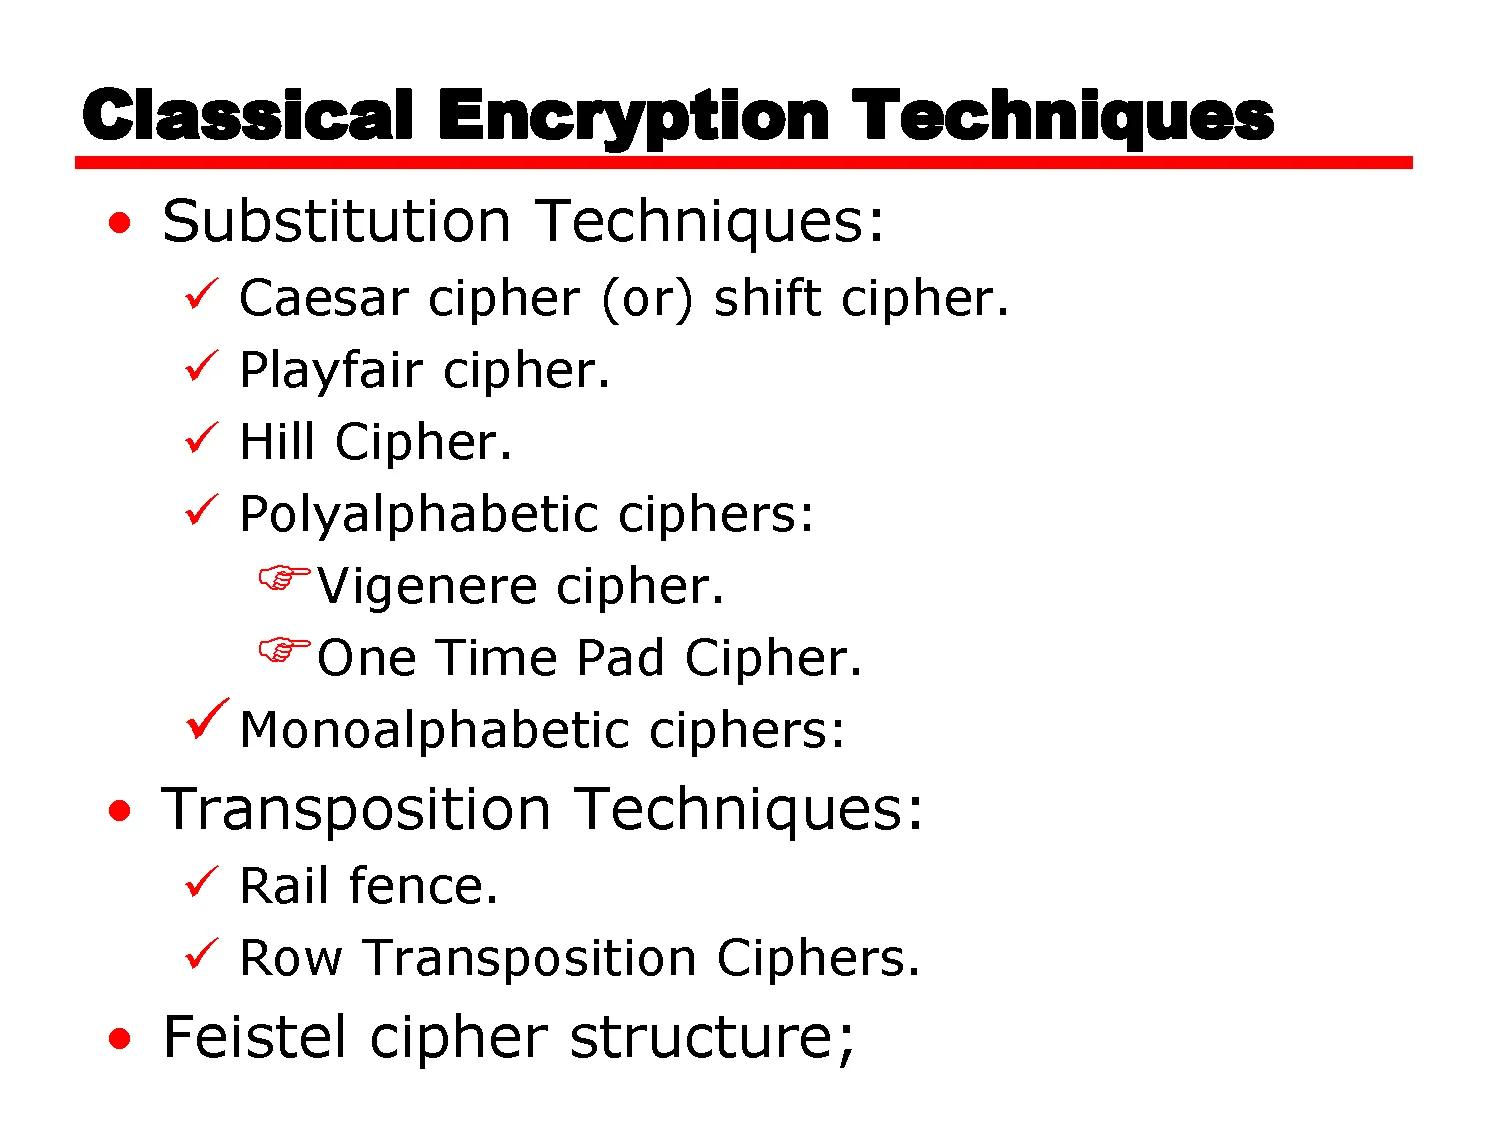 Classical Encryption Techniques
• Substitution Techniques:
✓ Caesar cipher (or) shift cipher.
✓ Playfair cipher.
✓ Hill Cipher.
✓ Polyalphabetic ciphers:
☞Vigenere cipher.
☞One Time Pad Cipher.
✓Monoalphabetic ciphers:
• Transposition Techniques:
✓ Rail fence.
✓ Row Transposition Ciphers.
• Feistel cipher structure;